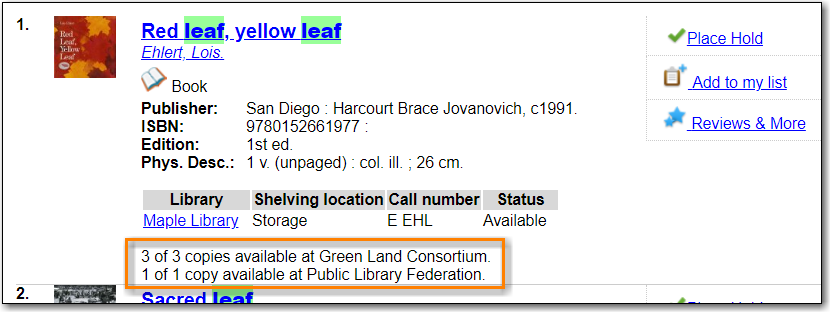 1.
Red Leaf, Yellow Leaf
Red leaf, yellow leaf
Ehlert, Lois.
Book
Publisher: San Diego : Harcourt Brace Jovanovich, c1991.
ISBN: 9780152661977 :
Edition: 1st ed.
Phys. Desc.: 1 v. (unpaged) : col. ill. ; 26 cm.
Library Shelving location Call number Status
Maple Library Storage E EHL Available
3 of 3 copies available at Green Land Consortium.
1 of 1 copy available at Public Library Federation.
Place Hold
Add to my list
Reviews & More
2.
Sacred leaf
Place Hold